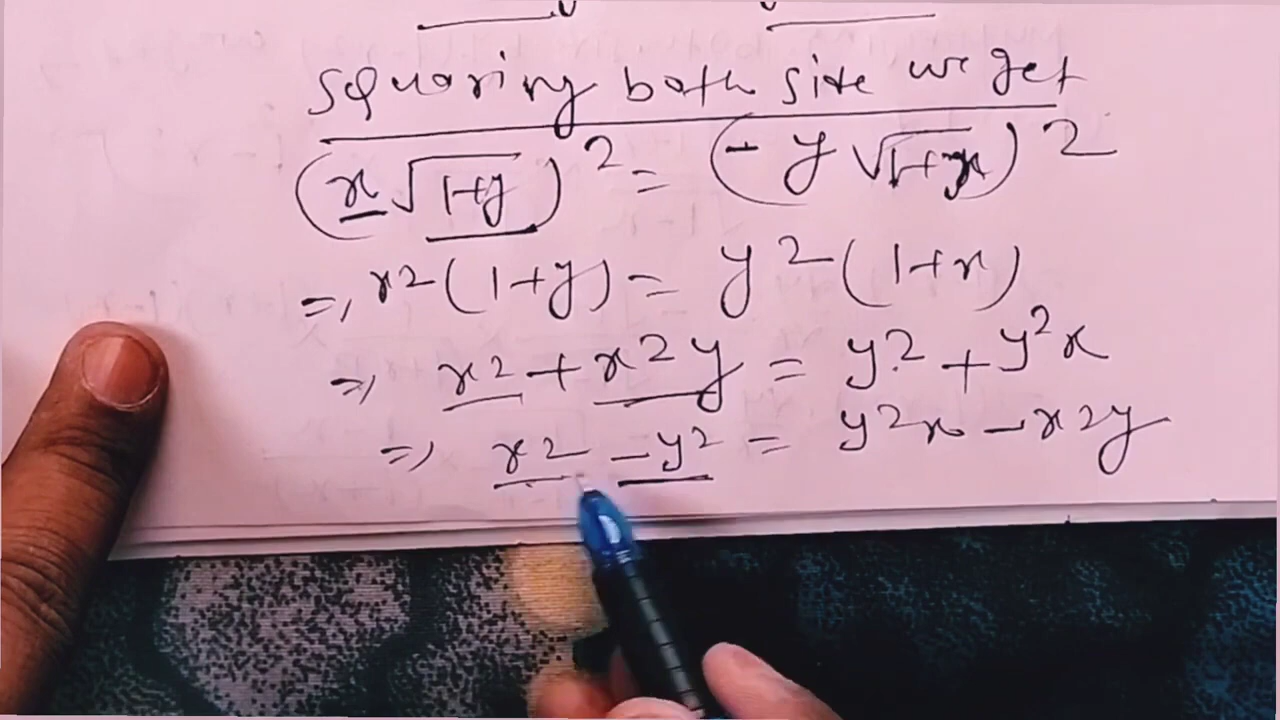 Squaring both site we get
(x√1+y)² = (- y√1+x)²
=, x2(1+y) = y2(1+x)
=) x2 + x2y = y2 + y²x
=) x2 - y² = y²x - x2y